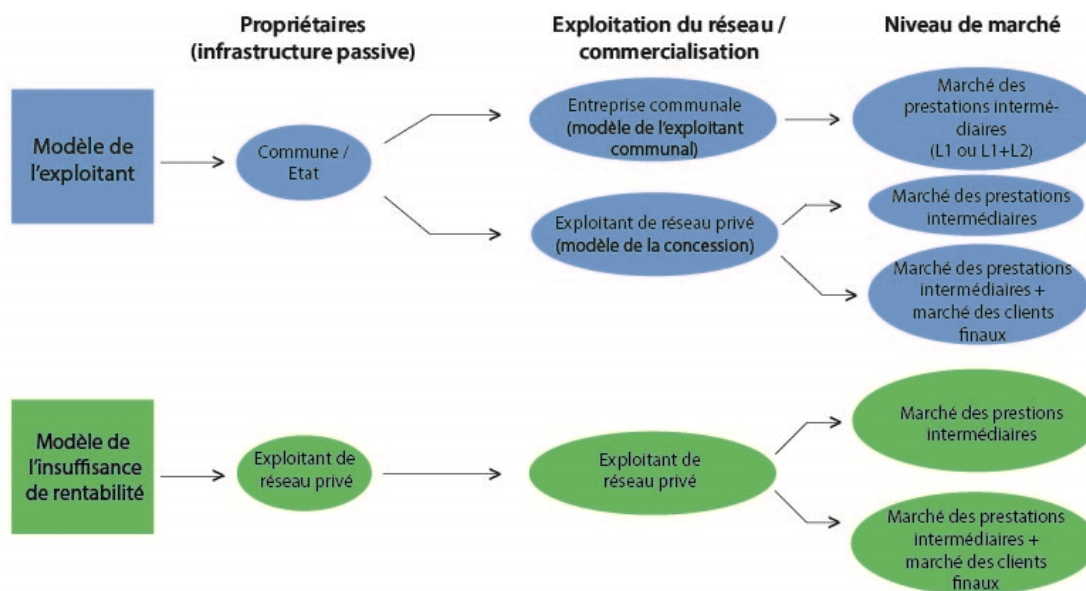 Propriétaires
(infrastructure passive)
Exploitation du réseau /
commercialisation
Niveau de marché
Modèle de
l'exploitant
Commune /
Etat
Entreprise communale
(modèle de l'exploitant
communal)
Marché des
prestations intermé-
diaires
(L1 ou L1+L2)
Exploitant de réseau privé
(modèle de la concession)
Marché des prestations
intermédiaires
Marché des prestations
intermédiaires +
marché des clients
finaux
Modèle de
l'insuffisance
de rentabilité
Exploitant de
réseau privé
Exploitant de
réseau privé
Marché des prestions
intermédiaires
Marché des prestations
intermédiaires +
marché des clients
finaux